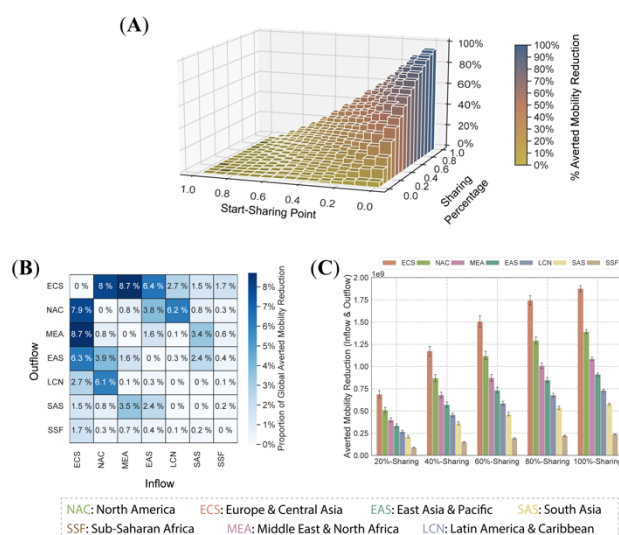 (A)
100%
80%
60%
40%
20%
0%
1.0
0.8
0.6
0.4
0.2
0.0
Start-Sharing Point
0.0
0.2
0.4
0.6
0.8
1.0
Sharing
Percentage
100%
90%
80%
70%
60%
50%
40%
30%
20%
10%
0%
% Averted Mobility Reduction
(B)
ECS 0 % 8 % 8.7 % 6.4 % 2.7 % 1.5 % 1.7 %
NAC 7.9 % 0 % 0.8 % 3.8 % 6.2 % 0.8 % 0.3 %
MEA 8.7 % 0.8 % 0 % 1.6 % 0.1 % 3.4 % 0.6 %
EAS 6.3 % 3.9 % 1.6 % 0 % 0.3 % 2.4 % 0.4 %
LCN 2.7 % 6.1 % 0.1 % 0.3 % 0 % 0 % 0.1 %
SAS 1.5 % 0.8 % 3.5 % 2.4 % 0 % 0 % 0.2 %
SSF 1.7 % 0.3 % 0.7 % 0.4 % 0.1 % 0.2 % 0 %
ECS NAC MEA EAS LCN SAS SSF
Outflow
Inflow
8%
7%
6%
5%
4%
3%
2%
1%
0%
Proportion of Global Averted Mobility Reduction
(C)
ECS NAC MEA EAS LCN SAS SSF
1e9
2.00
1.75
1.50
1.25
1.00
0.75
0.50
0.25
0.00
Averted Mobility Reduction (Inflow & Outflow)
20%-Sharing 40%-Sharing 60%-Sharing 80%-Sharing 100%-Sharing
NAC: North America ECS: Europe & Central Asia EAS: East Asia & Pacific SAS: South Asia
SSF: Sub-Saharan Africa MEA: Middle East & North Africa LCN: Latin America & Caribbean